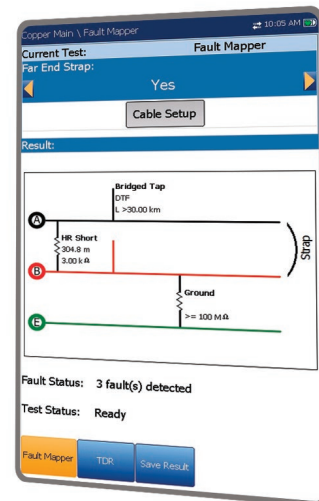 Copper Main \ Fault Mapper 10:05 AM
Current Test: Fault Mapper
Far End Strap:
Yes
Cable Setup
Result:
Bridged Tap
DTF
L >30.00 km
A
HR Short
304.8 m
3.00 k Ω
B
Strap
Ground
>= 100 MΩ
E
Fault Status: 3 fault(s) detected
Test Status: Ready
Fault Mapper TDR Save Result